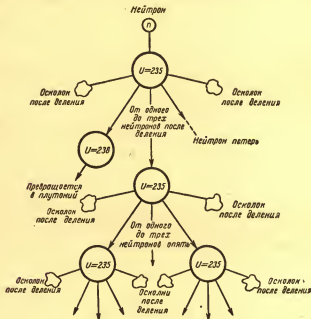 Нейтрон
n
U=235
Осколок
после деления
Осколок
после деления
От одного
до трех
нейтронов после
деления
Нейтрон потерь
U=238
Превращается
в плутоний
U=235
Осколок
после деления
Осколок
после деления
От одного
до трех
нейтронов опять
U=235
U=235
Осколок
после деления
Осколки
после
деления
Осколок
после деления